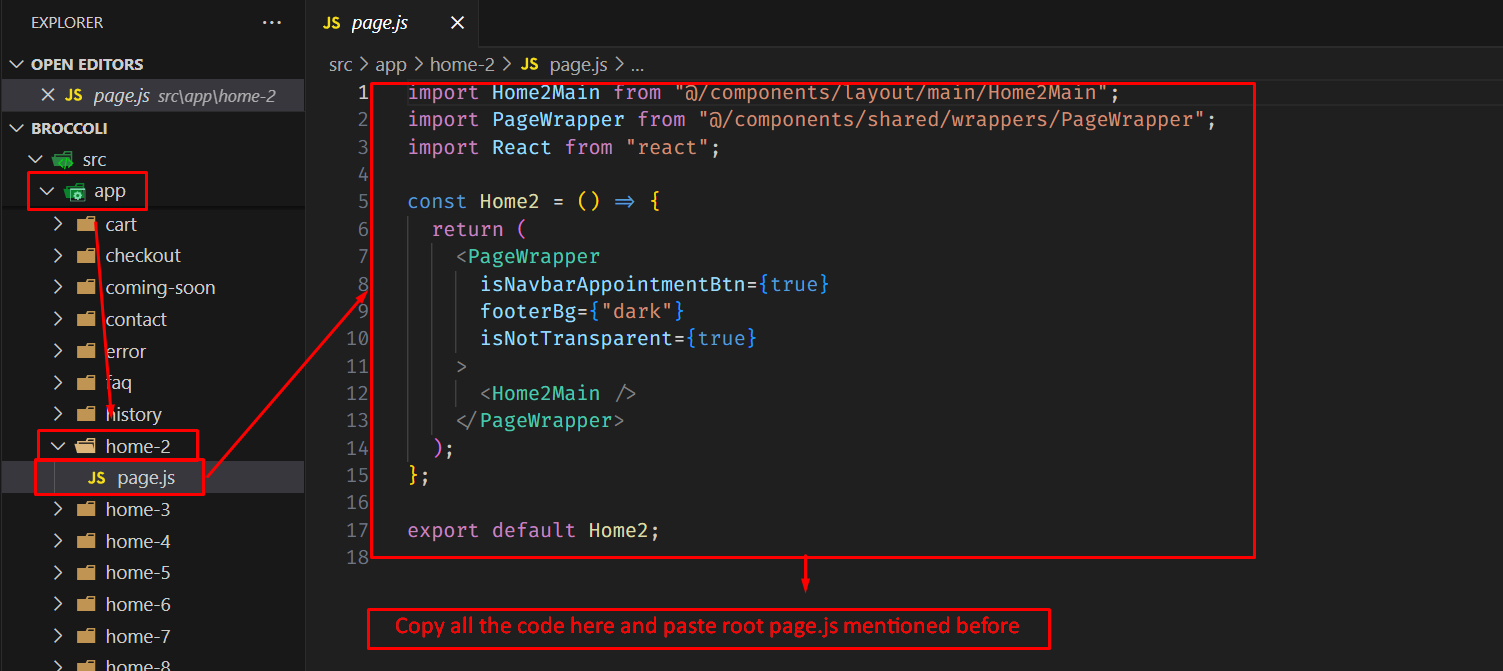 EXPLORER ...
OPEN EDITORS
JS page.js src\app\home-2
BROCCOLI
src
app
cart
checkout
coming-soon
contact
error
faq
history
home-2
JS page.js
home-3
home-4
home-5
home-6
home-7
home-8
JS page.js
src > app > home-2 > JS page.js > ...
1 import Home2Main from "@/components/layout/main/Home2Main";
2 import PageWrapper from "@/components/shared/wrappers/PageWrapper";
3 import React from "react";
4
5 const Home2 = () => {
6 return (
7 <PageWrapper
8 isNavbarAppointmentBtn={true}
9 footerBg={"dark"}
10 isNotTransparent={true}
11 >
12 <Home2Main />
13 </PageWrapper>
14 );
15 };
16
17 export default Home2;
18
Copy all the code here and paste root page.js mentioned before